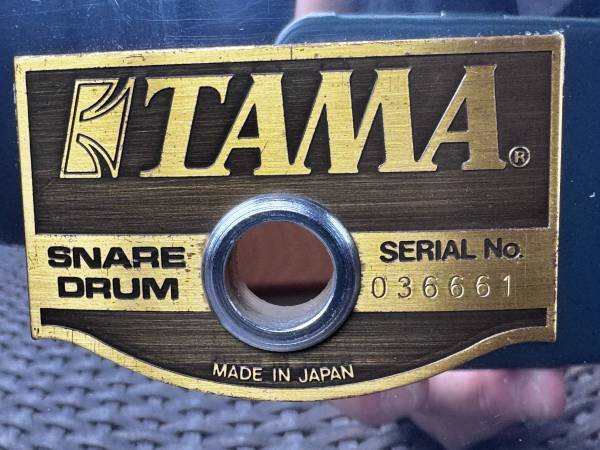 TAMA®
SNARE DRUM
SERIAL No.
036661
MADE IN JAPAN